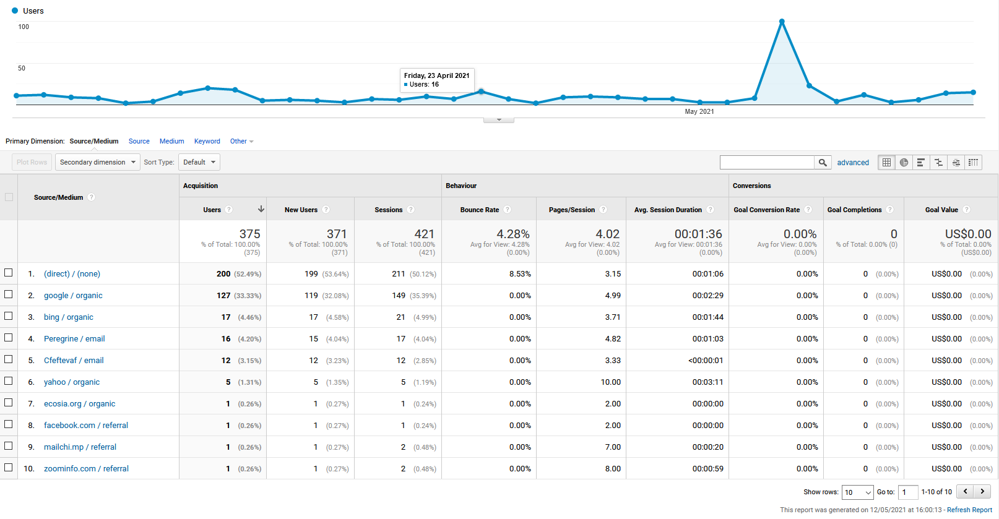 Users
100
50
Friday, 23 April 2021
Users: 16
May 2021
Primary Dimension: Source/Medium Source Medium Keyword Other
Plot Rows Secondary dimension Sort Type: Default advanced
Source/Medium ? Acquisition Behaviour Conversions
Users ? New Users ? Sessions ? Bounce Rate ? Pages/Session ? Avg. Session Duration ? Goal Conversion Rate ? Goal Completions ? Goal Value ?
375 371 421 4.28% 4.02 00:01:36 0.00% 0 US$0.00
% of Total: 100.00% % of Total: 100.00% % of Total: 100.00% Avg for View: 4.28% Avg for View: 4.02 Avg for View: 00:01:36 Avg for View: 0.00% % of Total: 0.00% (0) % of Total: 0.00%
(375) (371) (421) (0.00%) (0.00%) (0.00%) (0.00%) (US$0.00)
1. (direct) / (none) 200 (52.49%) 199 (53.64%) 211 (50.12%) 8.53% 3.15 00:01:06 0.00% 0 (0.00%) US$0.00 (0.00%)
2. google / organic 127 (33.33%) 119 (32.08%) 149 (35.39%) 0.00% 4.99 00:02:29 0.00% 0 (0.00%) US$0.00 (0.00%)
3. bing / organic 17 (4.46%) 17 (4.58%) 21 (4.99%) 0.00% 3.71 00:01:44 0.00% 0 (0.00%) US$0.00 (0.00%)
4. Peregrine / email 16 (4.20%) 15 (4.04%) 17 (4.04%) 0.00% 4.82 00:01:03 0.00% 0 (0.00%) US$0.00 (0.00%)
5. Cfeftevaf / email 12 (3.15%) 12 (3.23%) 12 (2.85%) 0.00% 3.33 <00:00:01 0.00% 0 (0.00%) US$0.00 (0.00%)
6. yahoo / organic 5 (1.31%) 5 (1.35%) 5 (1.19%) 0.00% 10.00 00:03:11 0.00% 0 (0.00%) US$0.00 (0.00%)
7. ecosia.org / organic 1 (0.26%) 1 (0.27%) 1 (0.24%) 0.00% 2.00 00:00:00 0.00% 0 (0.00%) US$0.00 (0.00%)
8. facebook.com / referral 1 (0.26%) 1 (0.27%) 1 (0.24%) 0.00% 2.00 00:00:00 0.00% 0 (0.00%) US$0.00 (0.00%)
9. mailchi.mp / referral 1 (0.26%) 1 (0.27%) 2 (0.48%) 0.00% 7.00 00:00:20 0.00% 0 (0.00%) US$0.00 (0.00%)
10. zoominfo.com / referral 1 (0.26%) 1 (0.27%) 2 (0.48%) 0.00% 8.00 00:00:59 0.00% 0 (0.00%) US$0.00 (0.00%)
Show rows: 10 Go to: 1 1-10 of 10
This report was generated on 12/05/2021 at 16:00:13 - Refresh Report